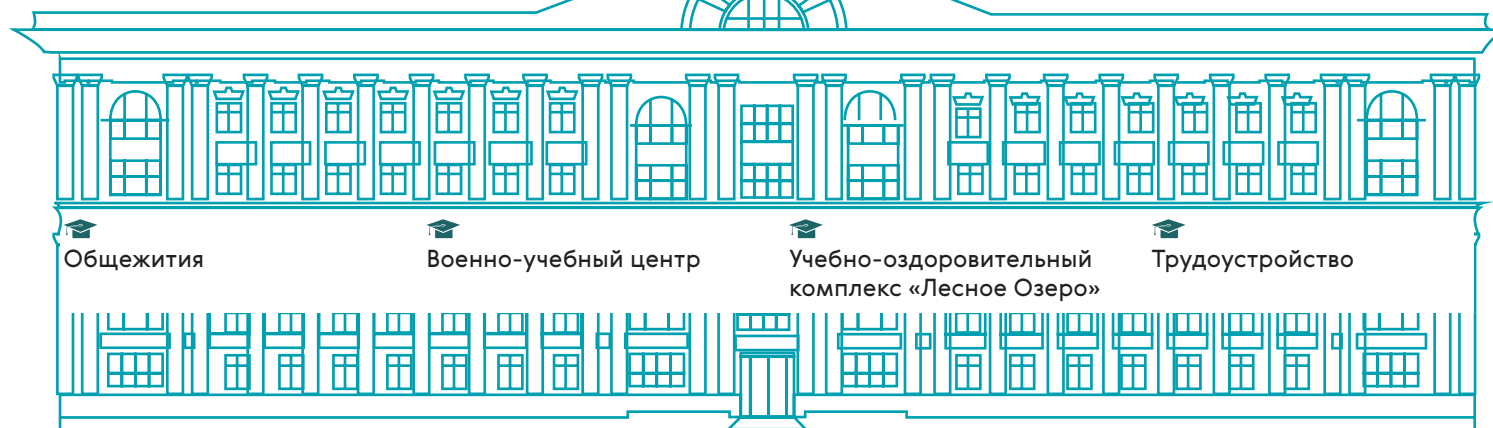 Общежития
Военно-учебный центр
Учебно-оздоровительный
комплекс «Лесное Озеро»
Трудоустройство